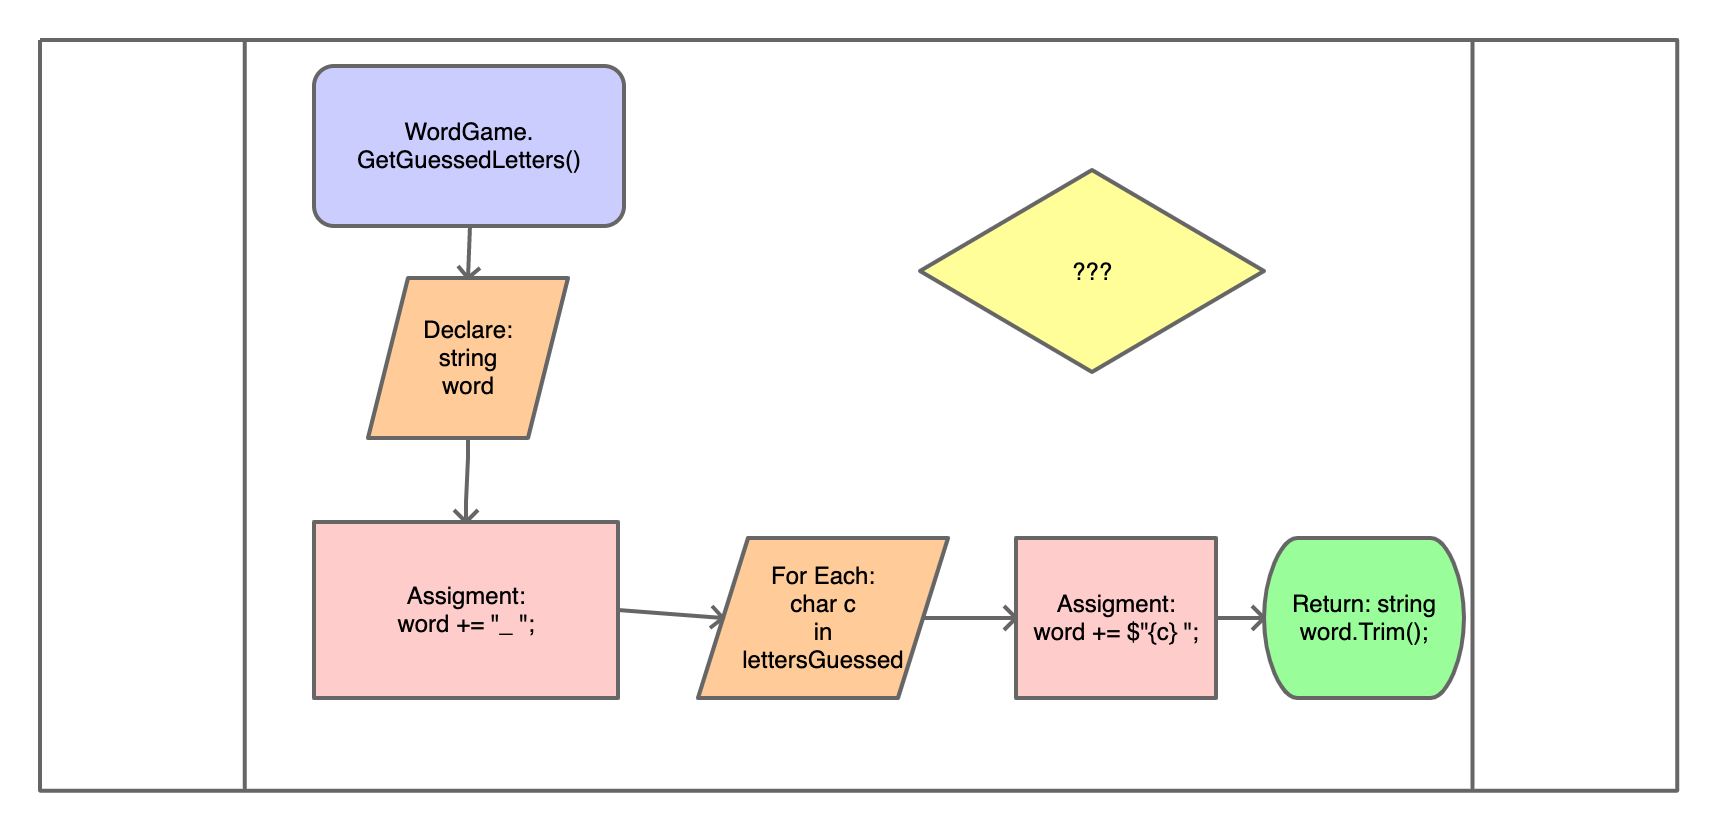 WordGame.
GetGuessedLetters()
???
Declare:
string
word
Assigment:
word += "_ ";
For Each:
char c
in
lettersGuessed
Assigment:
word += $"{c} ";
Return: string
word.Trim();